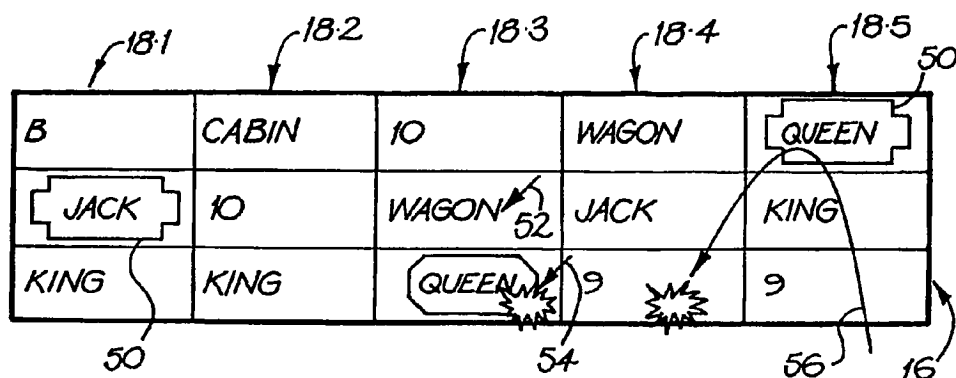 18·1 18·2 18·3 18·4 18·5 50
B CABIN 10 WAGON QUEEN
JACK 10 WAGON 52 JACK KING
KING KING QUEEN 9 9
50 54 56 16